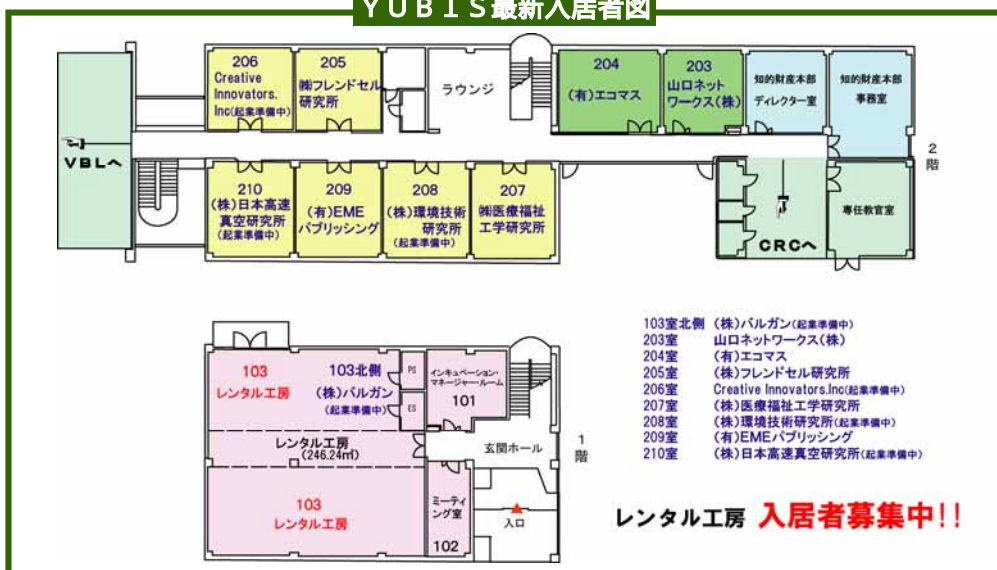 ＹＵＢＩＳ最新入居者図
206
Creative
Innovators.
Inc(起業準備中)
205
㈱フレンドセル
研究所
ラウンジ
204
(有)エコマス
203
山口ネット
ワークス(株)
知的財産本部
ディレクター室
知的財産本部
事務室
VBLへ
2
階
210
(株)日本高速
真空研究所
(起業準備中)
209
(有)EME
パブリッシング
208
(株)環境技術
研究所
(起業準備中)
207
㈱医療福祉
工学研究所
CRCへ
専任教官室
103
レンタル工房
103北側
(株)バルガン
(起業準備中)
PS
ES
インキュベーション・
マネージャー・ルーム
101
レンタル工房
(246.24㎡)
玄関ホール
1
階
103
レンタル工房
ミーティ
ング室
102
入口
103室北側 (株)バルガン(起業準備中)
203室 山口ネットワークス(株)
204室 (有)エコマス
205室 (株)フレンドセル研究所
206室 Creative Innovators.Inc(起業準備中)
207室 (株)医療福祉工学研究所
208室 (株)環境技術研究所(起業準備中)
209室 (有)EMEパブリッシング
210室 (株)日本高速真空研究所(起業準備中)
レンタル工房 入居者募集中!!